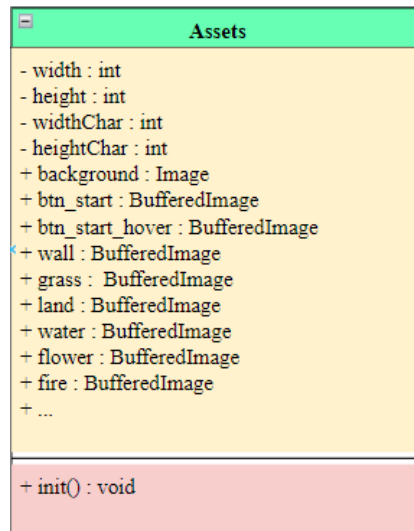 Assets
- width : int
- height : int
- widthChar : int
- heightChar : int
+ background : Image
+ btn_start : BufferedImage
+ btn_start_hover : BufferedImage
+ wall : BufferedImage
+ grass :  BufferedImage
+ land : BufferedImage
+ water : BufferedImage
+ flower : BufferedImage
+ fire : BufferedImage
+ ...
+ init() : void